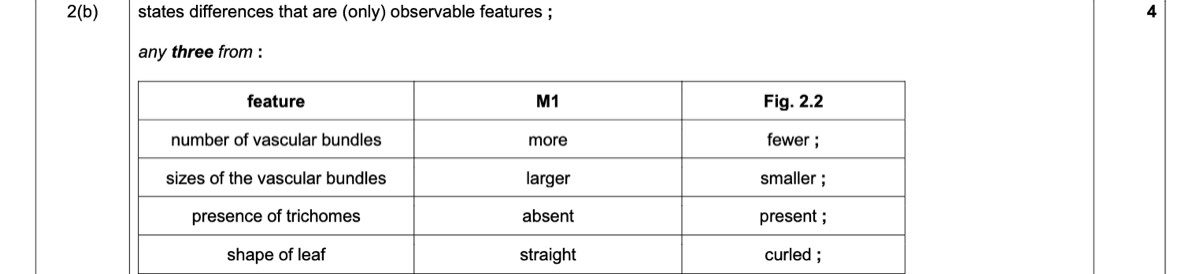 2(b) states differences that are (only) observable features ; 4
any three from :
feature M1 Fig. 2.2
number of vascular bundles more fewer ;
sizes of the vascular bundles larger smaller ;
presence of trichomes absent present ;
shape of leaf straight curled ;